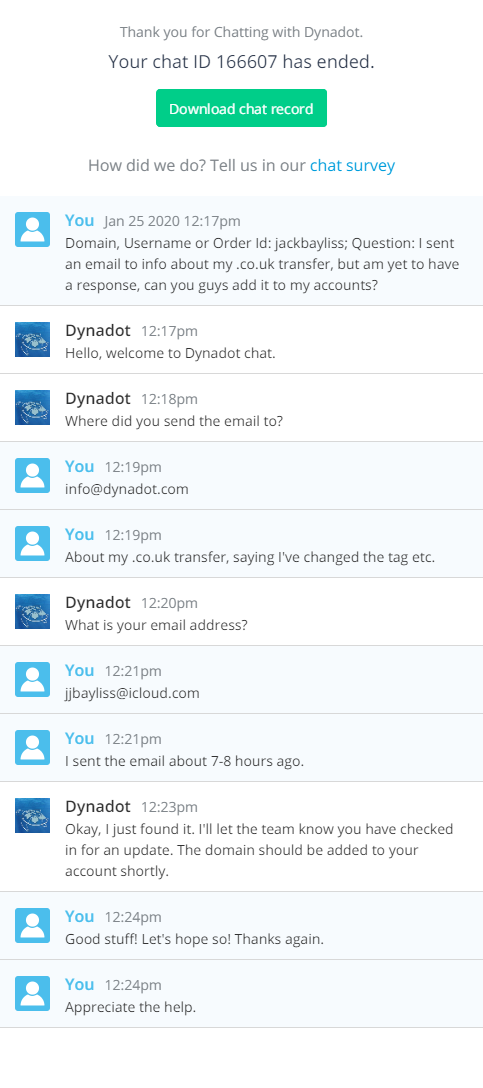 Thank you for Chatting with Dynadot.
Your chat ID 166607 has ended.
Download chat record
How did we do? Tell us in our chat survey
You Jan 25 2020 12:17pm
Domain, Username or Order Id: jackbayliss; Question: I sent
an email to info about my .co.uk transfer, but am yet to have
a response, can you guys add it to my accounts?
Dynadot 12:17pm
Hello, welcome to Dynadot chat.
Dynadot 12:18pm
Where did you send the email to?
You 12:19pm
info@dynadot.com
You 12:19pm
About my .co.uk transfer, saying I've changed the tag etc.
Dynadot 12:20pm
What is your email address?
You 12:21pm
jjbayliss@icloud.com
You 12:21pm
I sent the email about 7-8 hours ago.
Dynadot 12:23pm
Okay, I just found it. I'll let the team know you have checked
in for an update. The domain should be added to your
account shortly.
You 12:24pm
Good stuff! Let's hope so! Thanks again.
You 12:24pm
Appreciate the help.